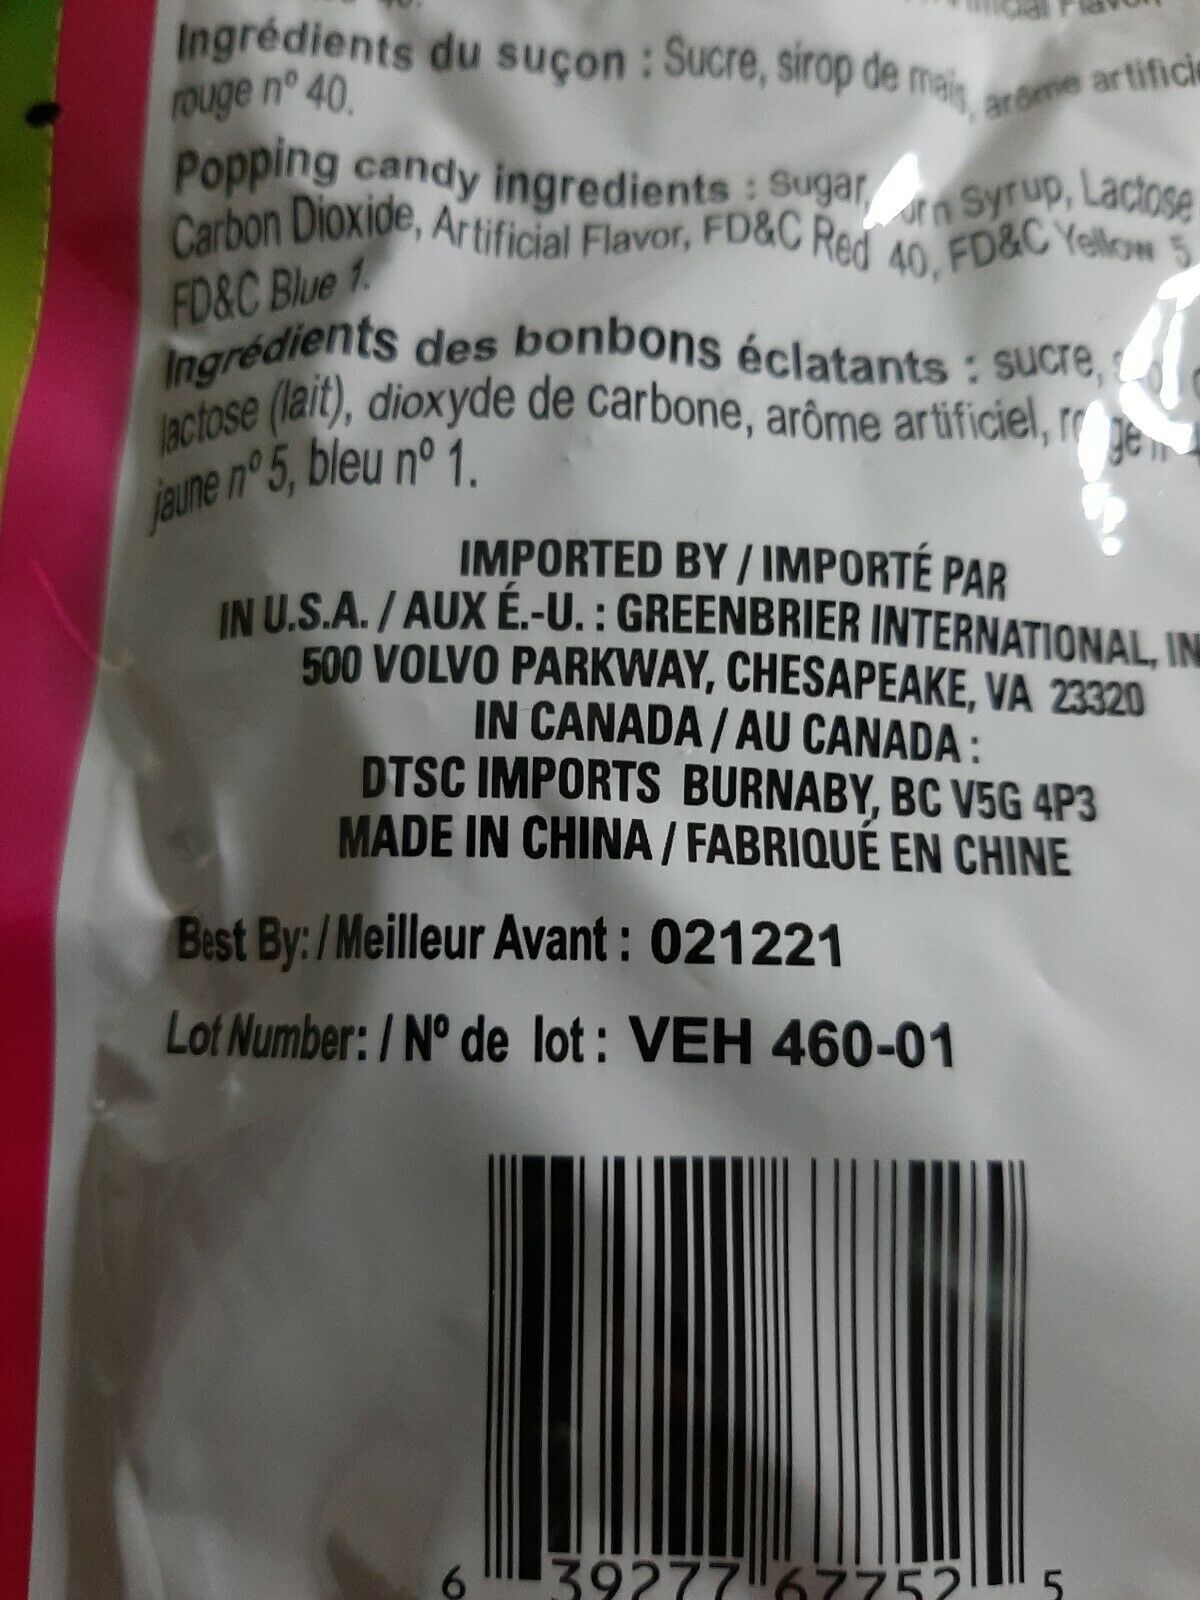 Ingrédients du suçon : Sucre, sirop de maïs, arôme
rouge nº 40.
Popping candy ingredients : Sugar, Syrup, Lactose
Carbon Dioxide, Artificial Flavor, FD&C Red 40, FD&C Yellow 5,
FD&C Blue 1.
Ingrédients des bonbons éclatants : sucre,
lactose (lait), dioxyde de carbone, arôme artificiel,
jaune nº 5, bleu nº 1.
IMPORTED BY / IMPORTÉ PAR
IN U.S.A. / AUX É.-U. : GREENBRIER INTERNATIONAL,
500 VOLVO PARKWAY, CHESAPEAKE, VA 23320
IN CANADA / AU CANADA :
DTSC IMPORTS BURNABY, BC V5G 4P3
MADE IN CHINA / FABRIQUÉ EN CHINE
Best By: / Meilleur Avant : 021221
Lot Number: / Nº de lot : VEH 460-01
6 39277 67752 5